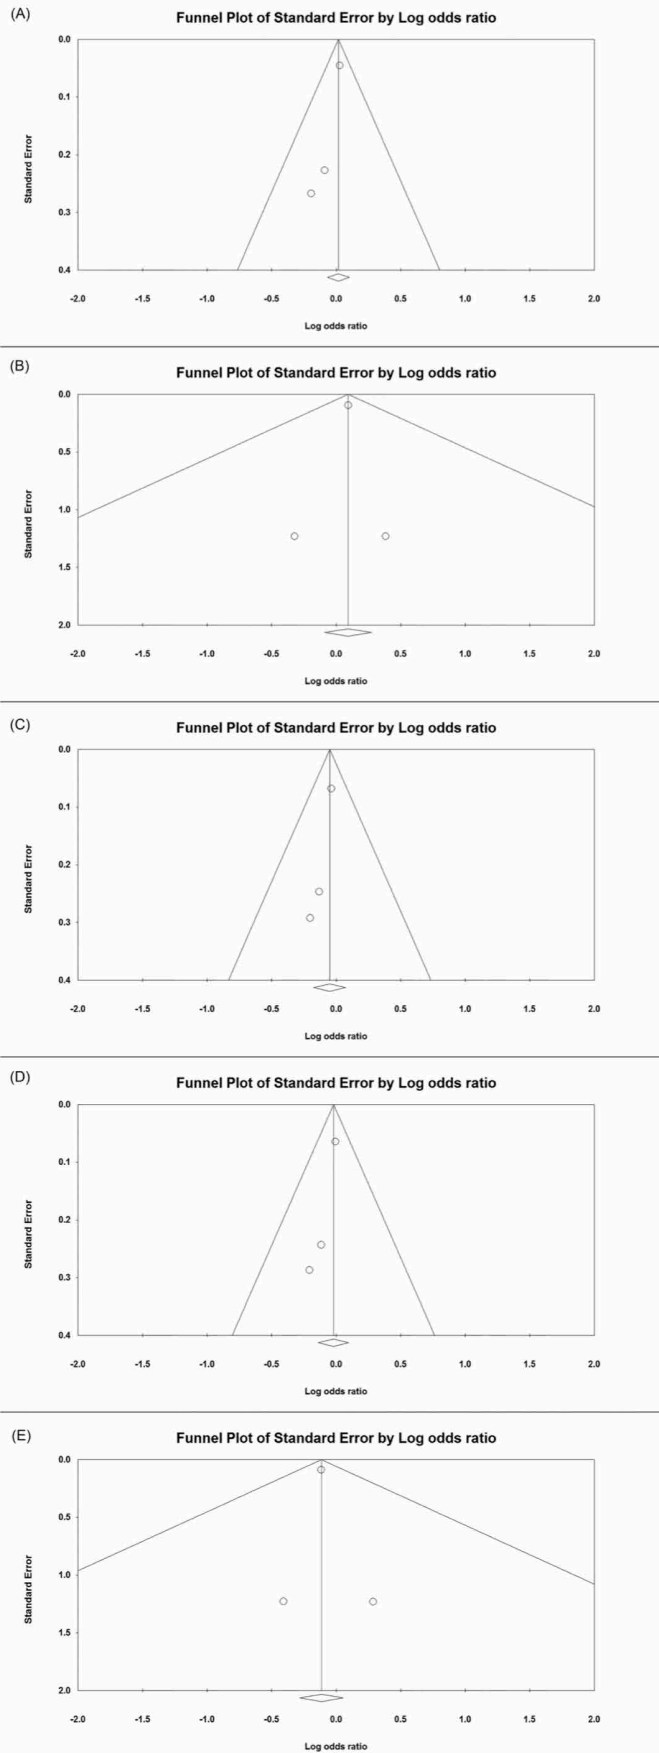 (A)
Funnel Plot of Standard Error by Log odds ratio
0.0
0.1
0.2
0.3
0.4
Standard Error
-2.0 -1.5 -1.0 -0.5 0.0 0.5 1.0 1.5 2.0
Log odds ratio
(B)
Funnel Plot of Standard Error by Log odds ratio
0.0
0.5
1.0
1.5
2.0
Standard Error
-2.0 -1.5 -1.0 -0.5 0.0 0.5 1.0 1.5 2.0
Log odds ratio
(C)
Funnel Plot of Standard Error by Log odds ratio
0.0
0.1
0.2
0.3
0.4
Standard Error
-2.0 -1.5 -1.0 -0.5 0.0 0.5 1.0 1.5 2.0
Log odds ratio
(D)
Funnel Plot of Standard Error by Log odds ratio
0.0
0.1
0.2
0.3
0.4
Standard Error
-2.0 -1.5 -1.0 -0.5 0.0 0.5 1.0 1.5 2.0
Log odds ratio
(E)
Funnel Plot of Standard Error by Log odds ratio
0.0
0.5
1.0
1.5
2.0
Standard Error
-2.0 -1.5 -1.0 -0.5 0.0 0.5 1.0 1.5 2.0
Log odds ratio